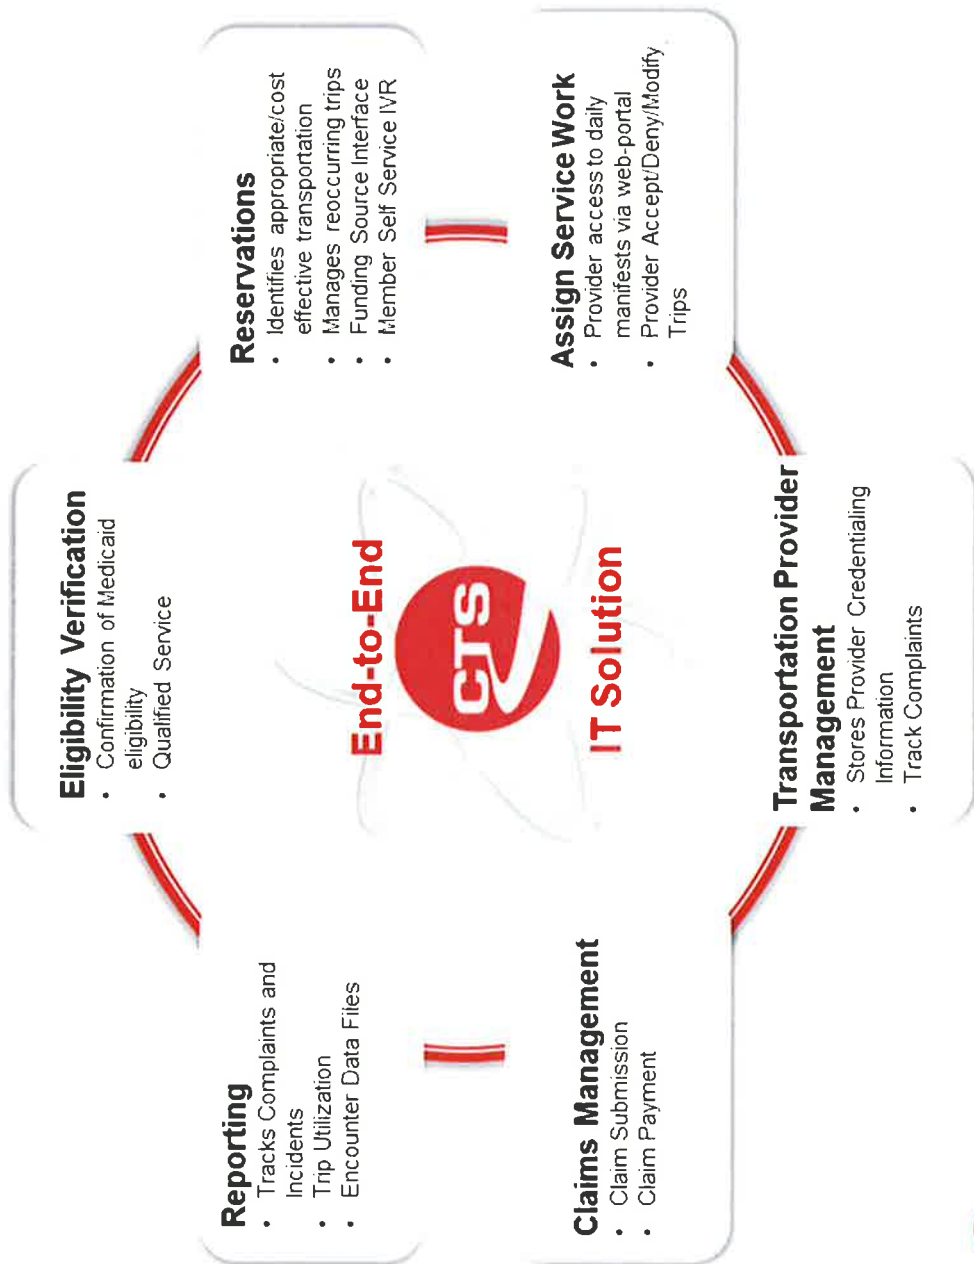 Eligibility Verification
• Confirmation of Medicaid
eligibility
• Qualified Service
Reservations
• Identifies appropriate/cost
effective transportation
• Manages reoccurring trips
• Funding Source Interface
• Member Self Service IVR
Assign Service Work
• Provider access to daily
manifests via web-portal
• Provider Accept/Deny/Modify
Trips
Transportation Provider
Management
• Stores Provider Credentialing
Information
• Track Complaints
Claims Management
• Claim Submission
• Claim Payment
Reporting
• Tracks Complaints and
Incidents
• Trip Utilization
• Encounter Data Files
End-to-End
CTS
IT Solution